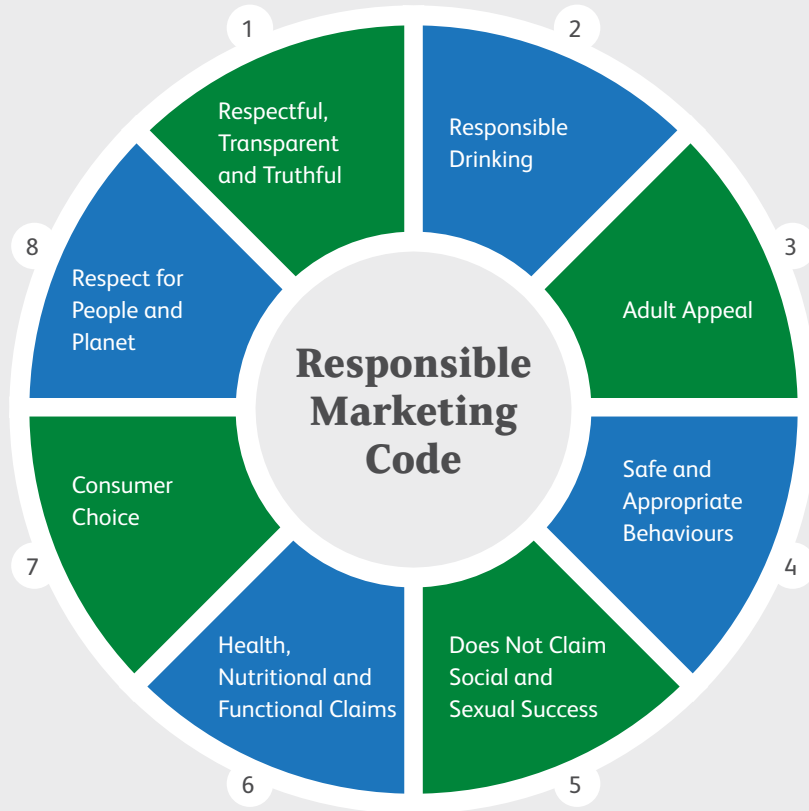 Responsible
Marketing
Code
1
Respectful,
Transparent
and Truthful
2
Responsible
Drinking
3
Adult Appeal
4
Safe and
Appropriate
Behaviours
5
Does Not Claim
Social and
Sexual Success
6
Health,
Nutritional and
Functional Claims
7
Consumer
Choice
8
Respect for
People and
Planet